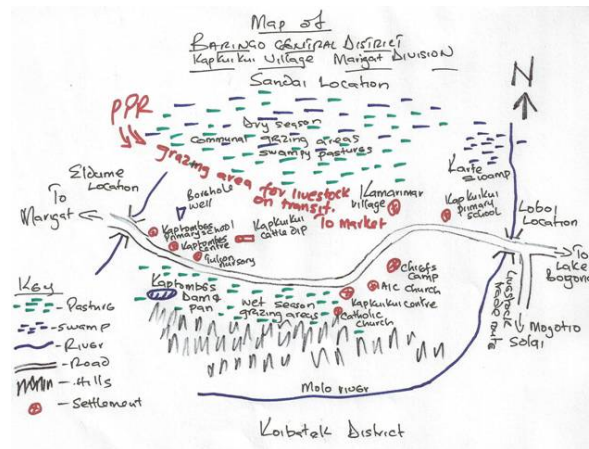 Map of
BARINGO CENTRAL DISTRICT
Kapkuikui Village Marigat DIVISION
Sandai Location
N
PPR
Dry season
communal grazing areas
swampy pastures
grazing area for livestock
on transit.
To Market
Karfe
swamp
Eldume
Location
To
Marigat
Borehole
well
Kamarimar
village
Kapkuikui
primary
school
Lobol
Location
Kaptombes
Primary school
Kaptombes
centre
Fulson
nursery
Kapkuikui
cattle dip
To
Lake
Bogoria
Chiefs
Camp
AIC church
Kapkuikui centre
Catholic
church
Livestock
Major route
Mogotio
Solai
Key
Pasture
Swamp
River
Road
Hills
Settlement
Kaptombes
Dam &
pan
wet season
grazing areas
Molo river
Koibatek District